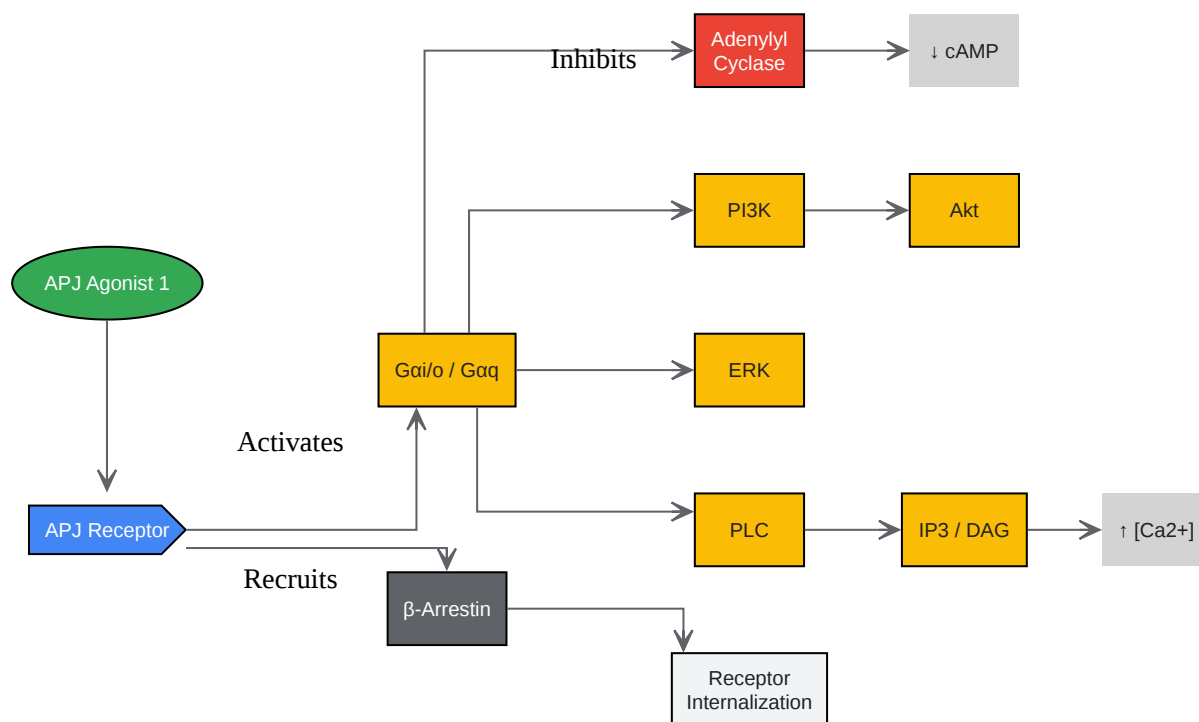 Inhibits
Adenylyl
Cyclase
↓ cAMP
PI3K
Akt
APJ Agonist 1
Gαi/o / Gαq
ERK
Activates
APJ Receptor
PLC
IP3 / DAG
↑ [Ca2+]
Recruits
β-Arrestin
Receptor
Internalization